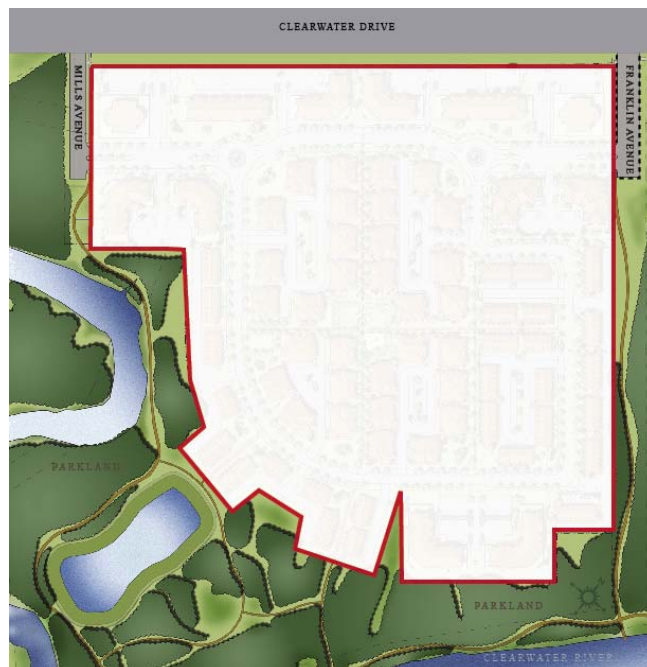 CLEARWATER DRIVE
MILLS AVENUE
FRANKLIN AVENUE
PARKLAND
PARKLAND
CLEARWATER RIVER